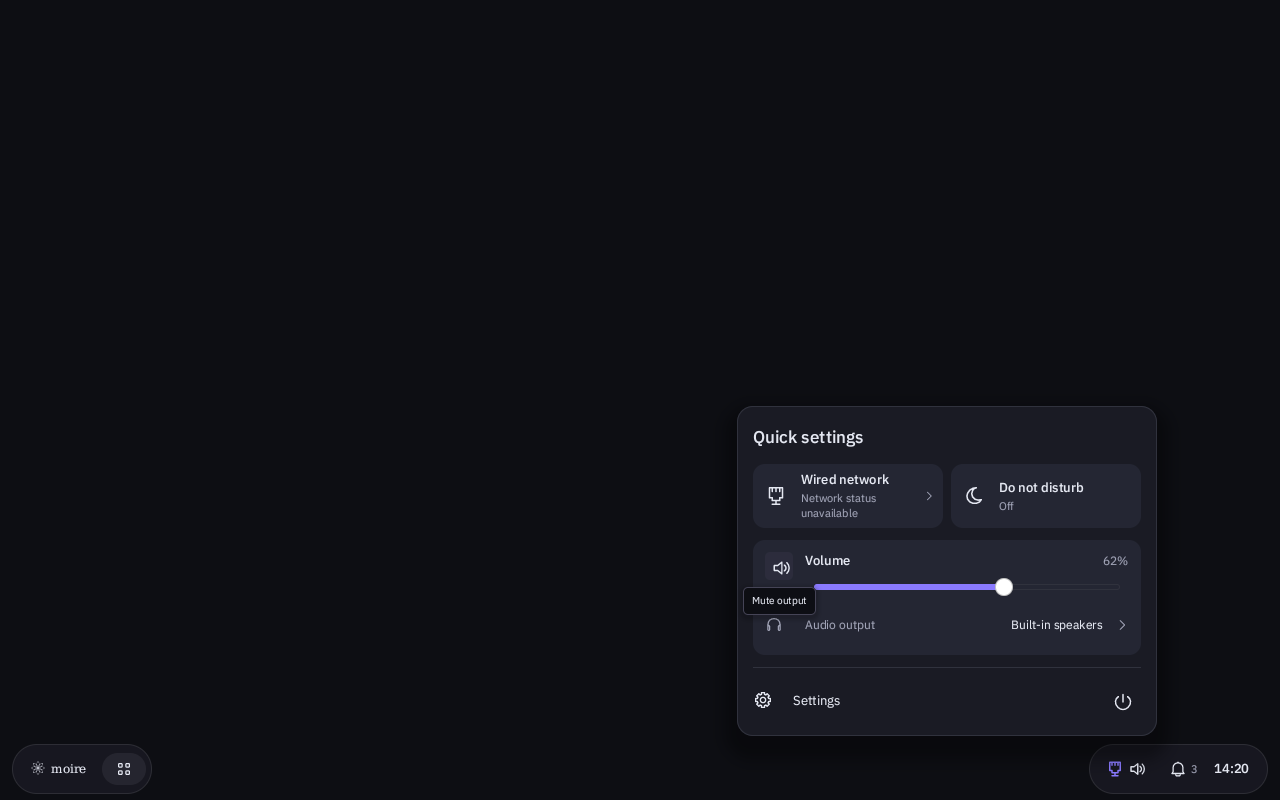 Quick settings
Wired network
Network status
unavailable
Do not disturb
Off
Volume
62%
Mute output
Audio output
Built-in speakers
Settings
moire
3
14:20